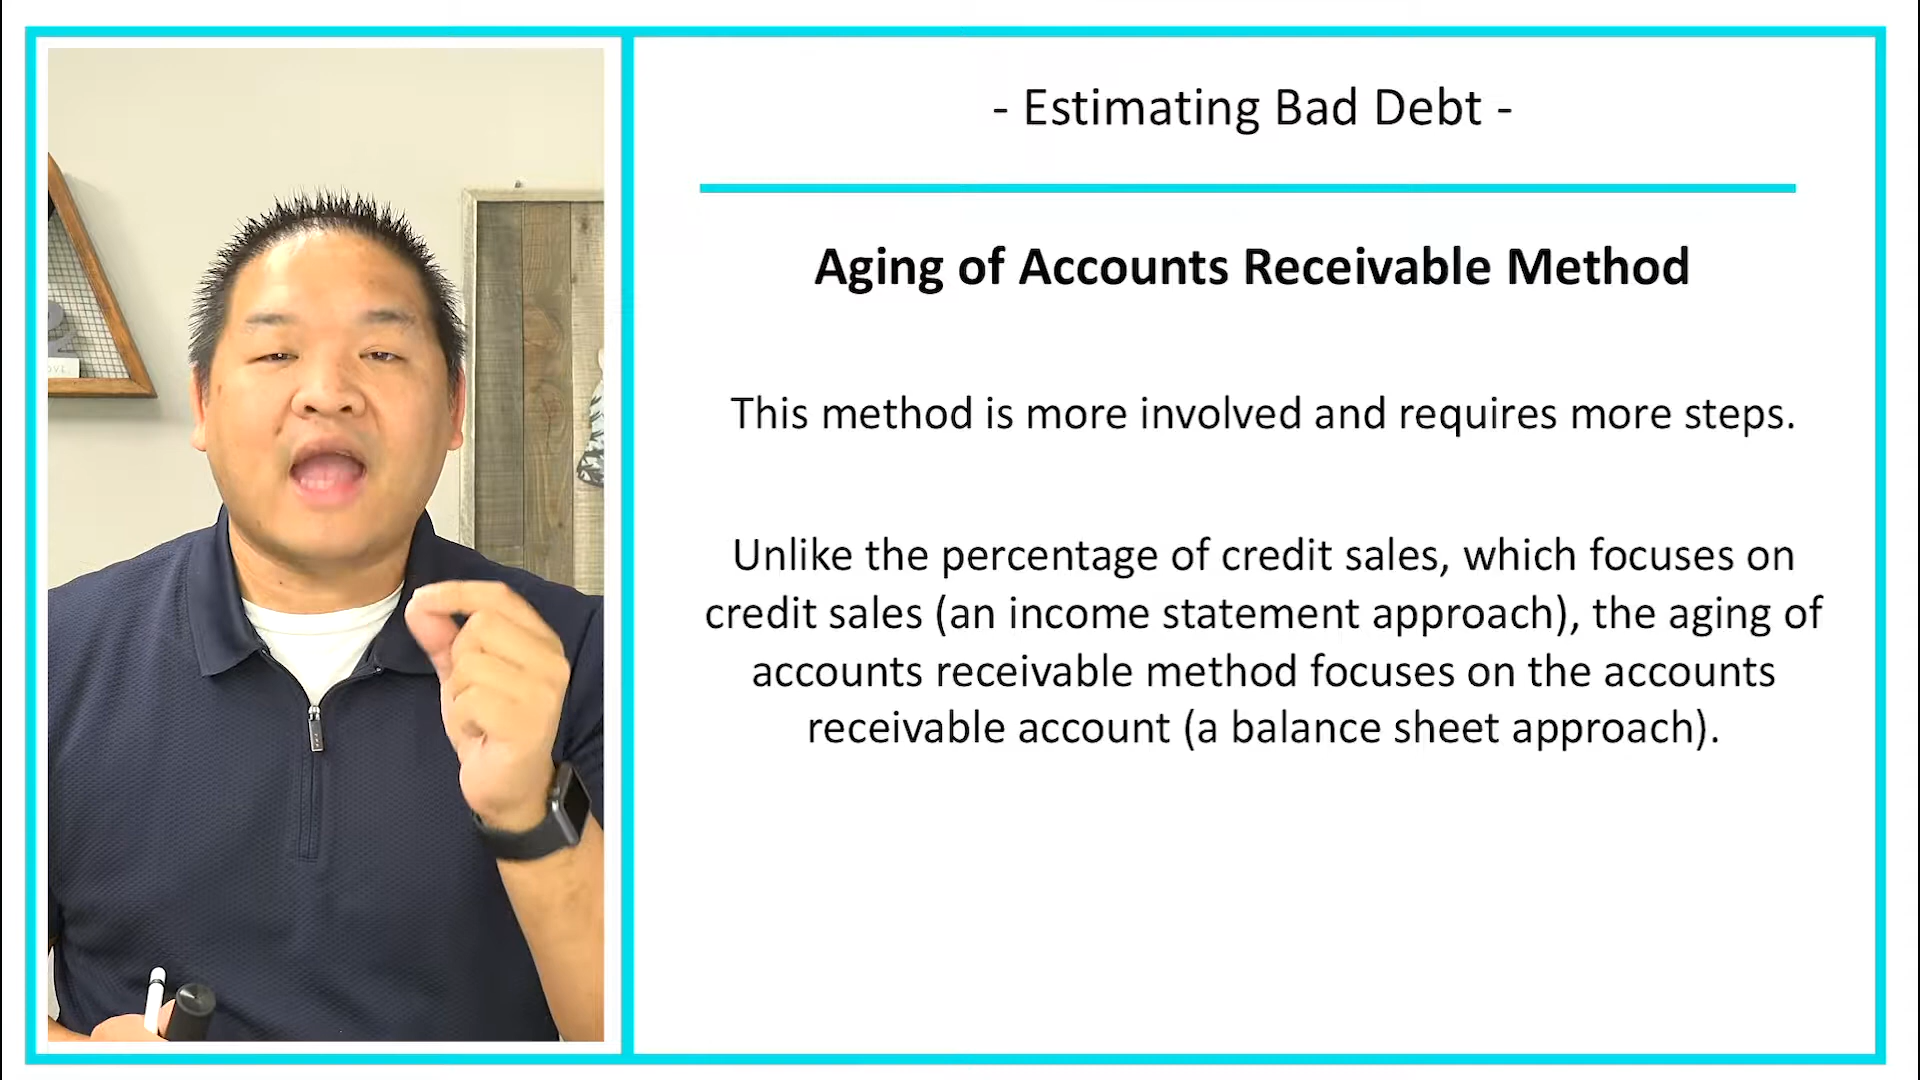 - Estimating Bad Debt -
Aging of Accounts Receivable Method
This method is more involved and requires more steps.
Unlike the percentage of credit sales, which focuses on
credit sales (an income statement approach), the aging of
accounts receivable method focuses on the accounts
receivable account (a balance sheet approach).